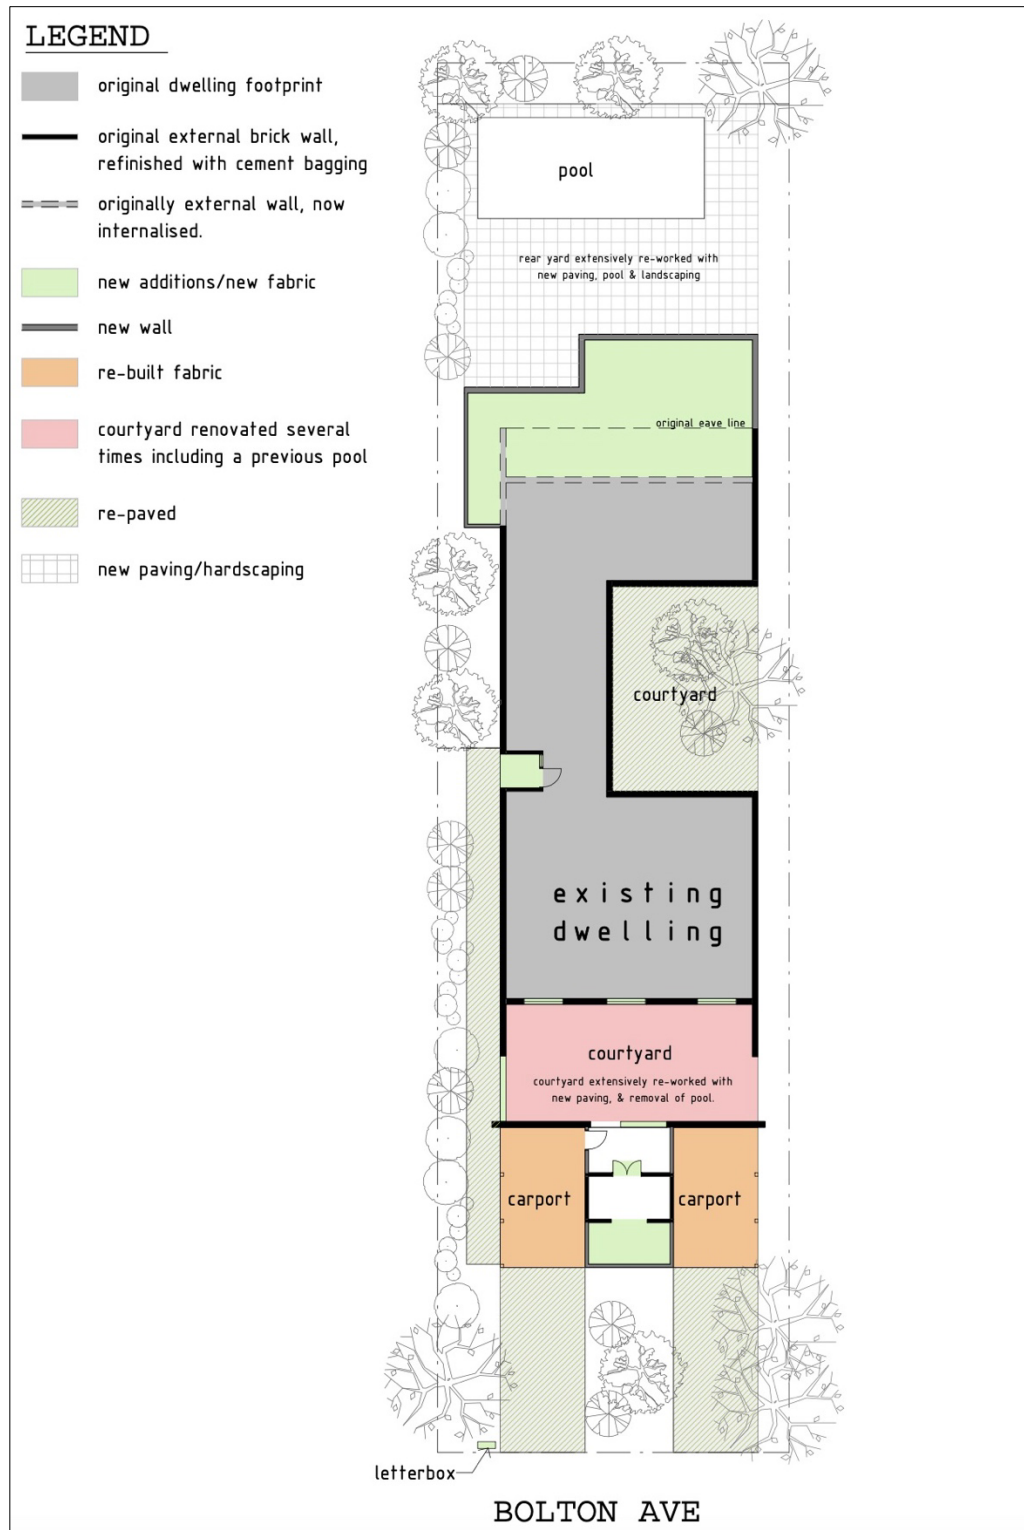 LEGEND
original dwelling footprint
original external brick wall,
refinished with cement bagging
originally external wall, now
internalised.
new additions/new fabric
new wall
re-built fabric
courtyard renovated several
times including a previous pool
re-paved
new paving/hardscaping
pool
rear yard extensively re-worked with
new paving, pool & landscaping
original eave line
courtyard
existing
dwelling
courtyard
courtyard extensively re-worked with
new paving, & removal of pool.
carport
carport
letterbox
BOLTON AVE